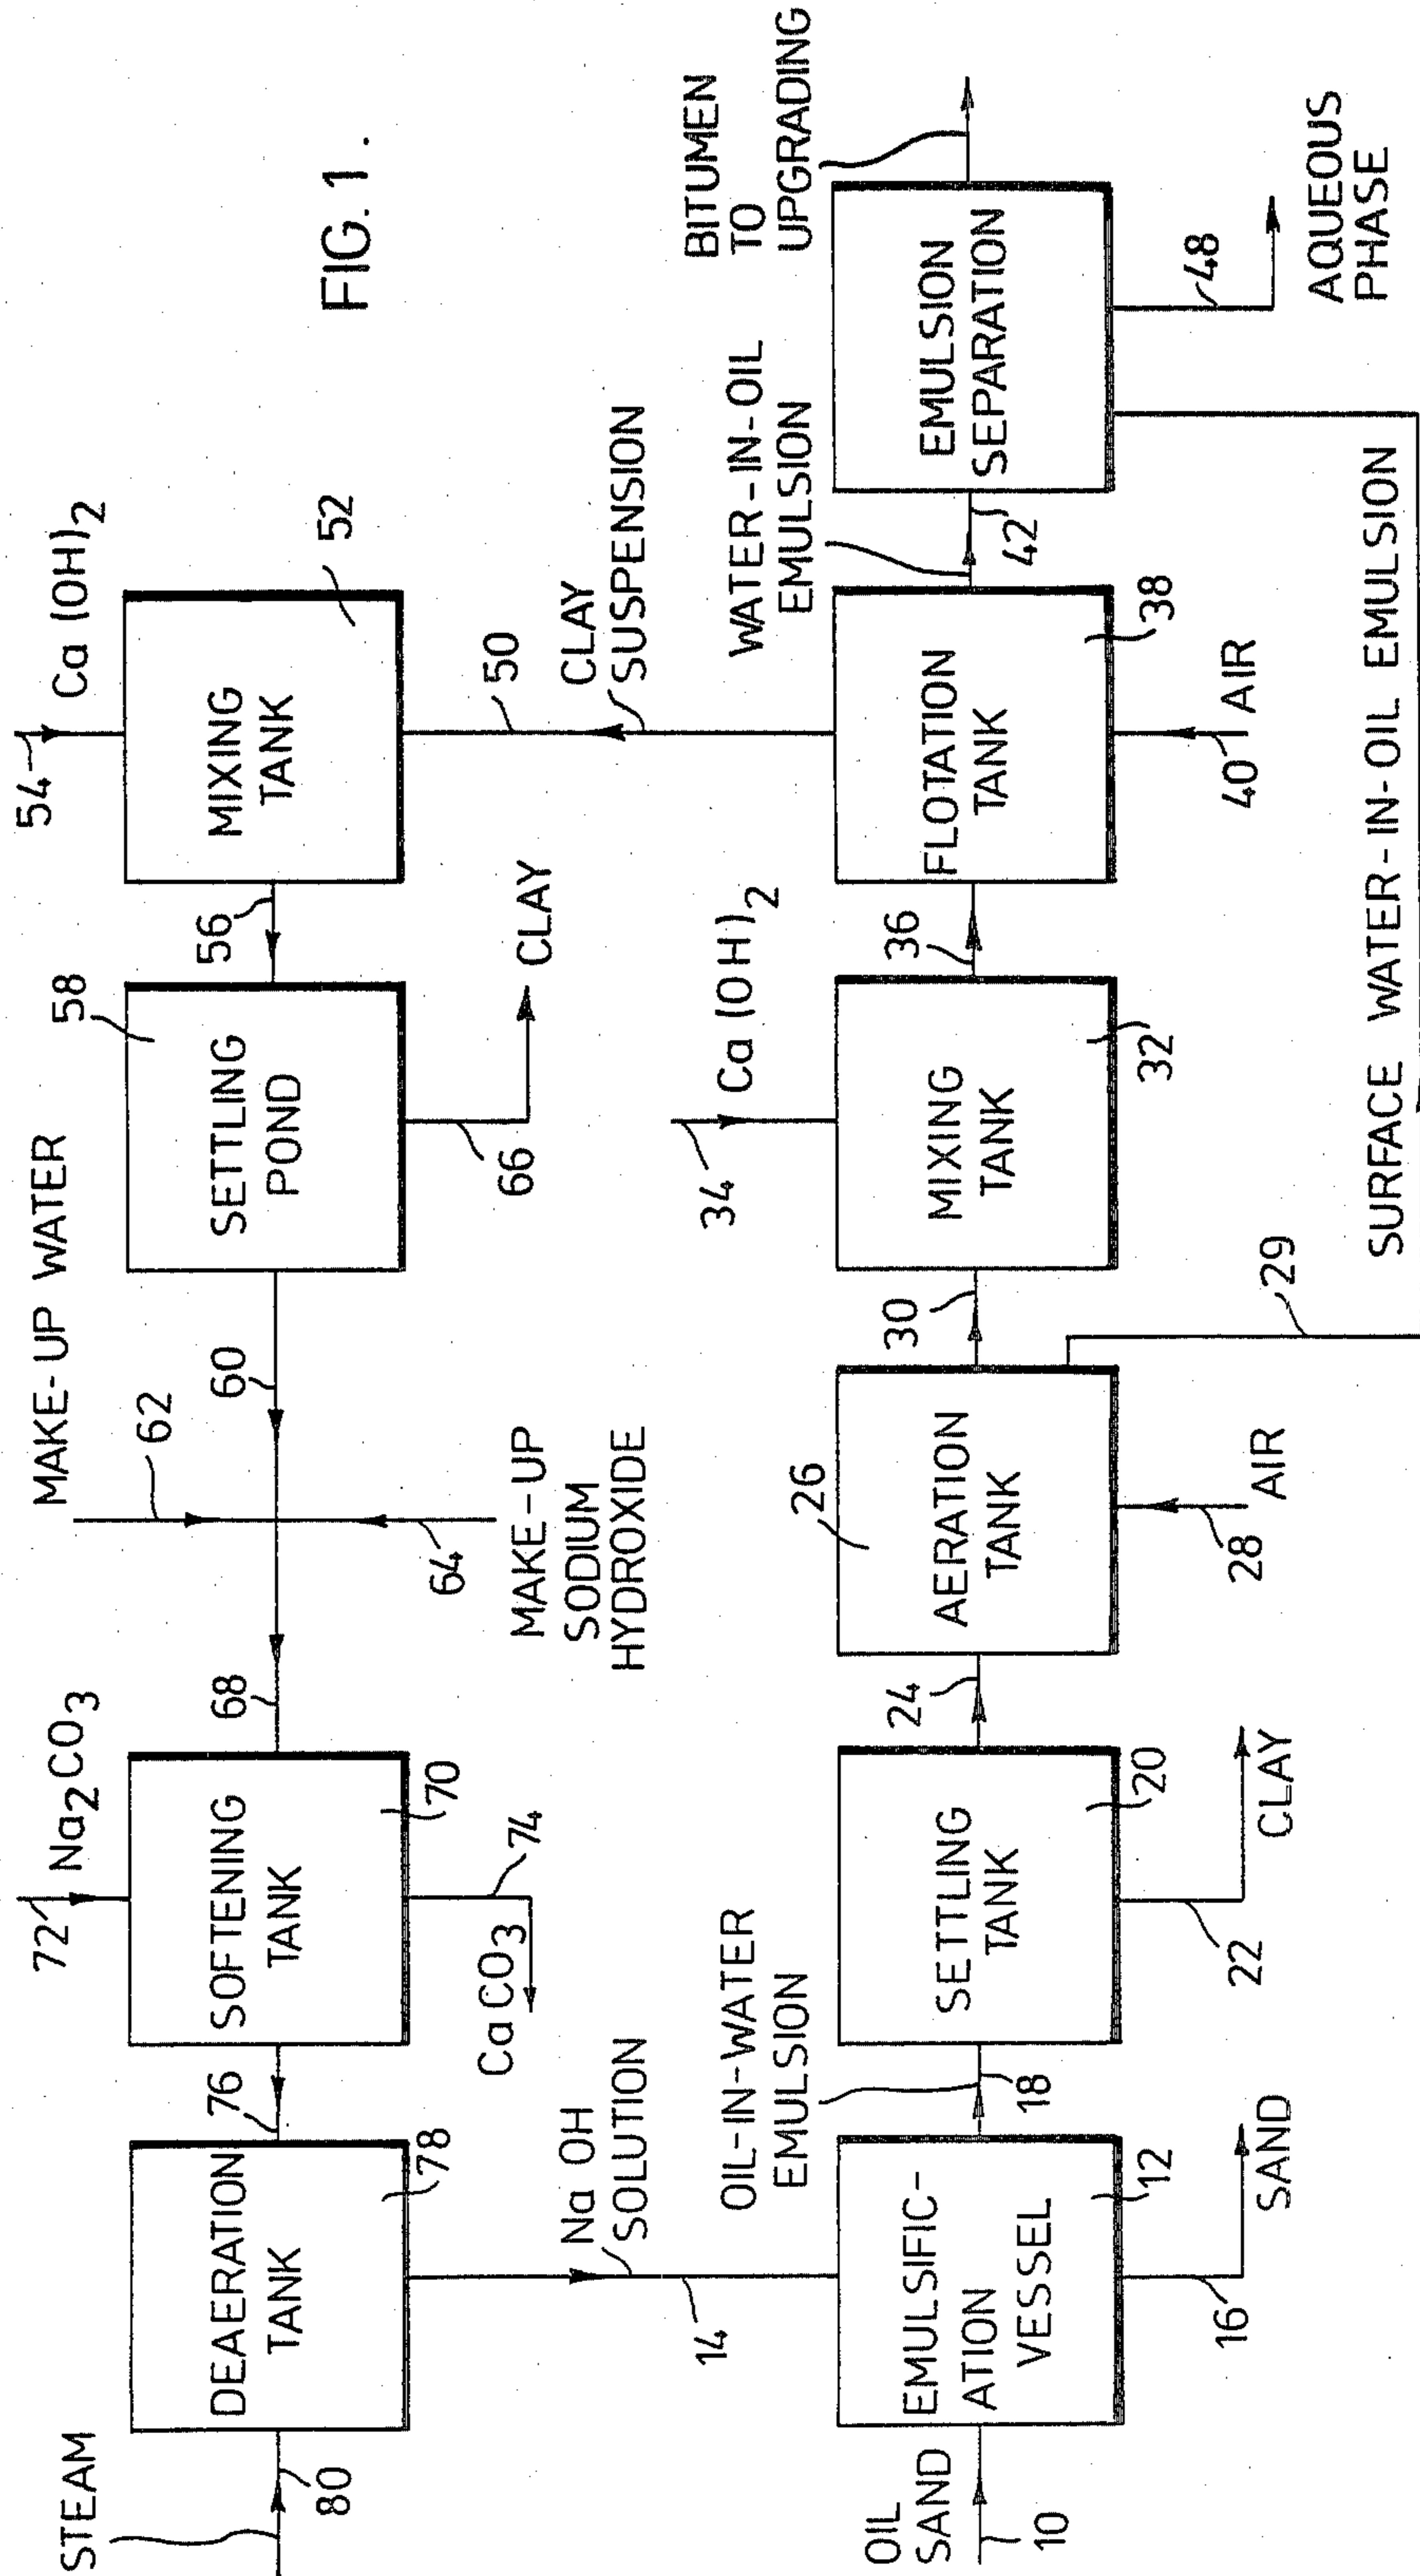 FIG. 1.
STEAM
80
DEAERATION
TANK
78
76
72
Na2CO3
SOFTENING
TANK
70
74
CaCO3
68
MAKE-UP WATER
62
60
64
MAKE-UP
SODIUM
HYDROXIDE
58
SETTLING
POND
66
CLAY
56
54
Ca(OH)2
MIXING
TANK
52
50
CLAY
SUSPENSION
NaOH
SOLUTION
14
OIL
SAND
10
EMULSIFIC-
ATION
VESSEL
12
16
SAND
OIL-IN-WATER
EMULSION
18
SETTLING
TANK
20
22
CLAY
24
26
AERATION
TANK
28
AIR
29
30
34
Ca(OH)2
MIXING
TANK
32
36
FLOTATION
TANK
38
40
AIR
WATER-IN-OIL
EMULSION
42
EMULSION
SEPARATION
BITUMEN
TO
UPGRADING
48
AQUEOUS
PHASE
SURFACE WATER-IN-OIL EMULSION